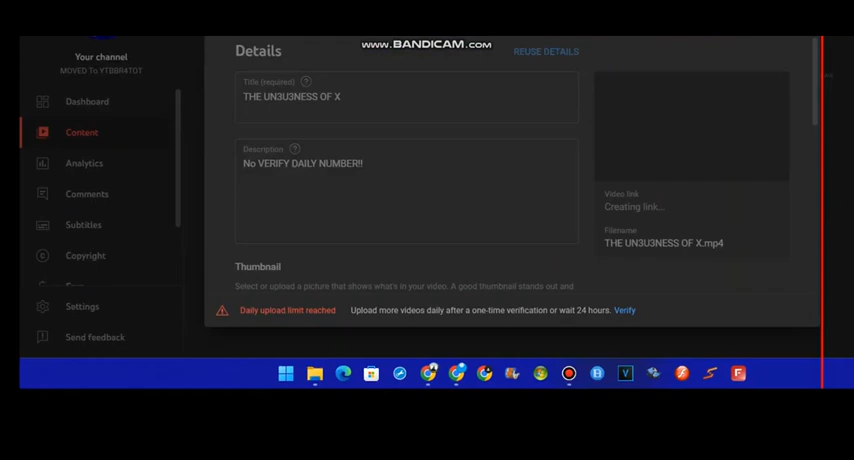 www.BANDICAM.com
Your channel
MOVED To YTB8R4T0T
Dashboard
Content
Analytics
Comments
Subtitles
Copyright
Settings
Send feedback
Details
REUSE DETAILS
Title (required)
THE UN3U3NESS OF X
Description
No VERIFY DAILY NUMBER!!
Video link
Creating link...
Filename
THE UN3U3NESS OF X.mp4
Thumbnail
Select or upload a picture that shows what's in your video. A good thumbnail stands out and
Daily upload limit reached Upload more videos daily after a one-time verification or wait 24 hours. Verify